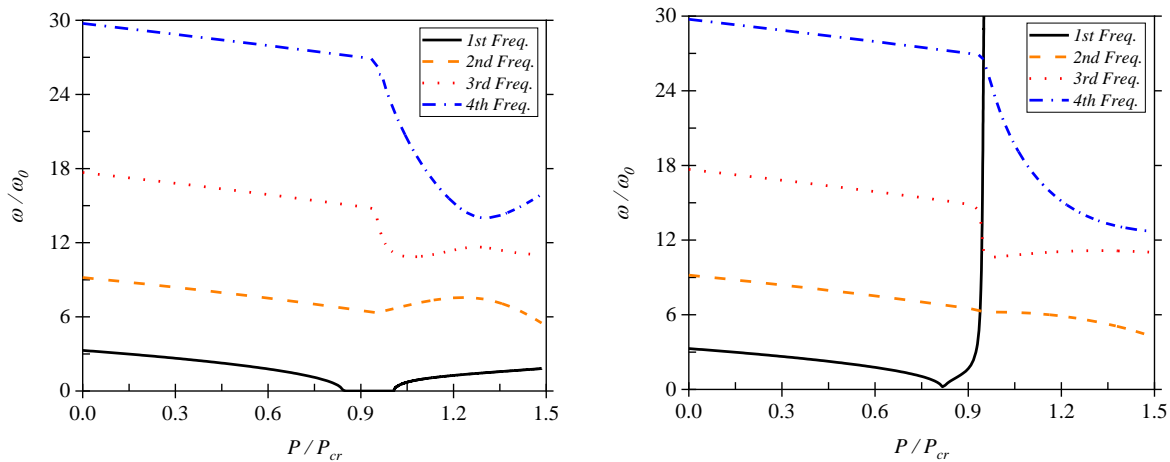 30
24
18
12
6
0
ω / ω0
1st Freq.
2nd Freq.
3rd Freq.
4th Freq.
0.0
0.3
0.6
0.9
1.2
1.5
P / Pcr
30
24
18
12
6
0
ω / ω0
1st Freq.
2nd Freq.
3rd Freq.
4th Freq.
0.0
0.3
0.6
0.9
1.2
1.5
P / Pcr